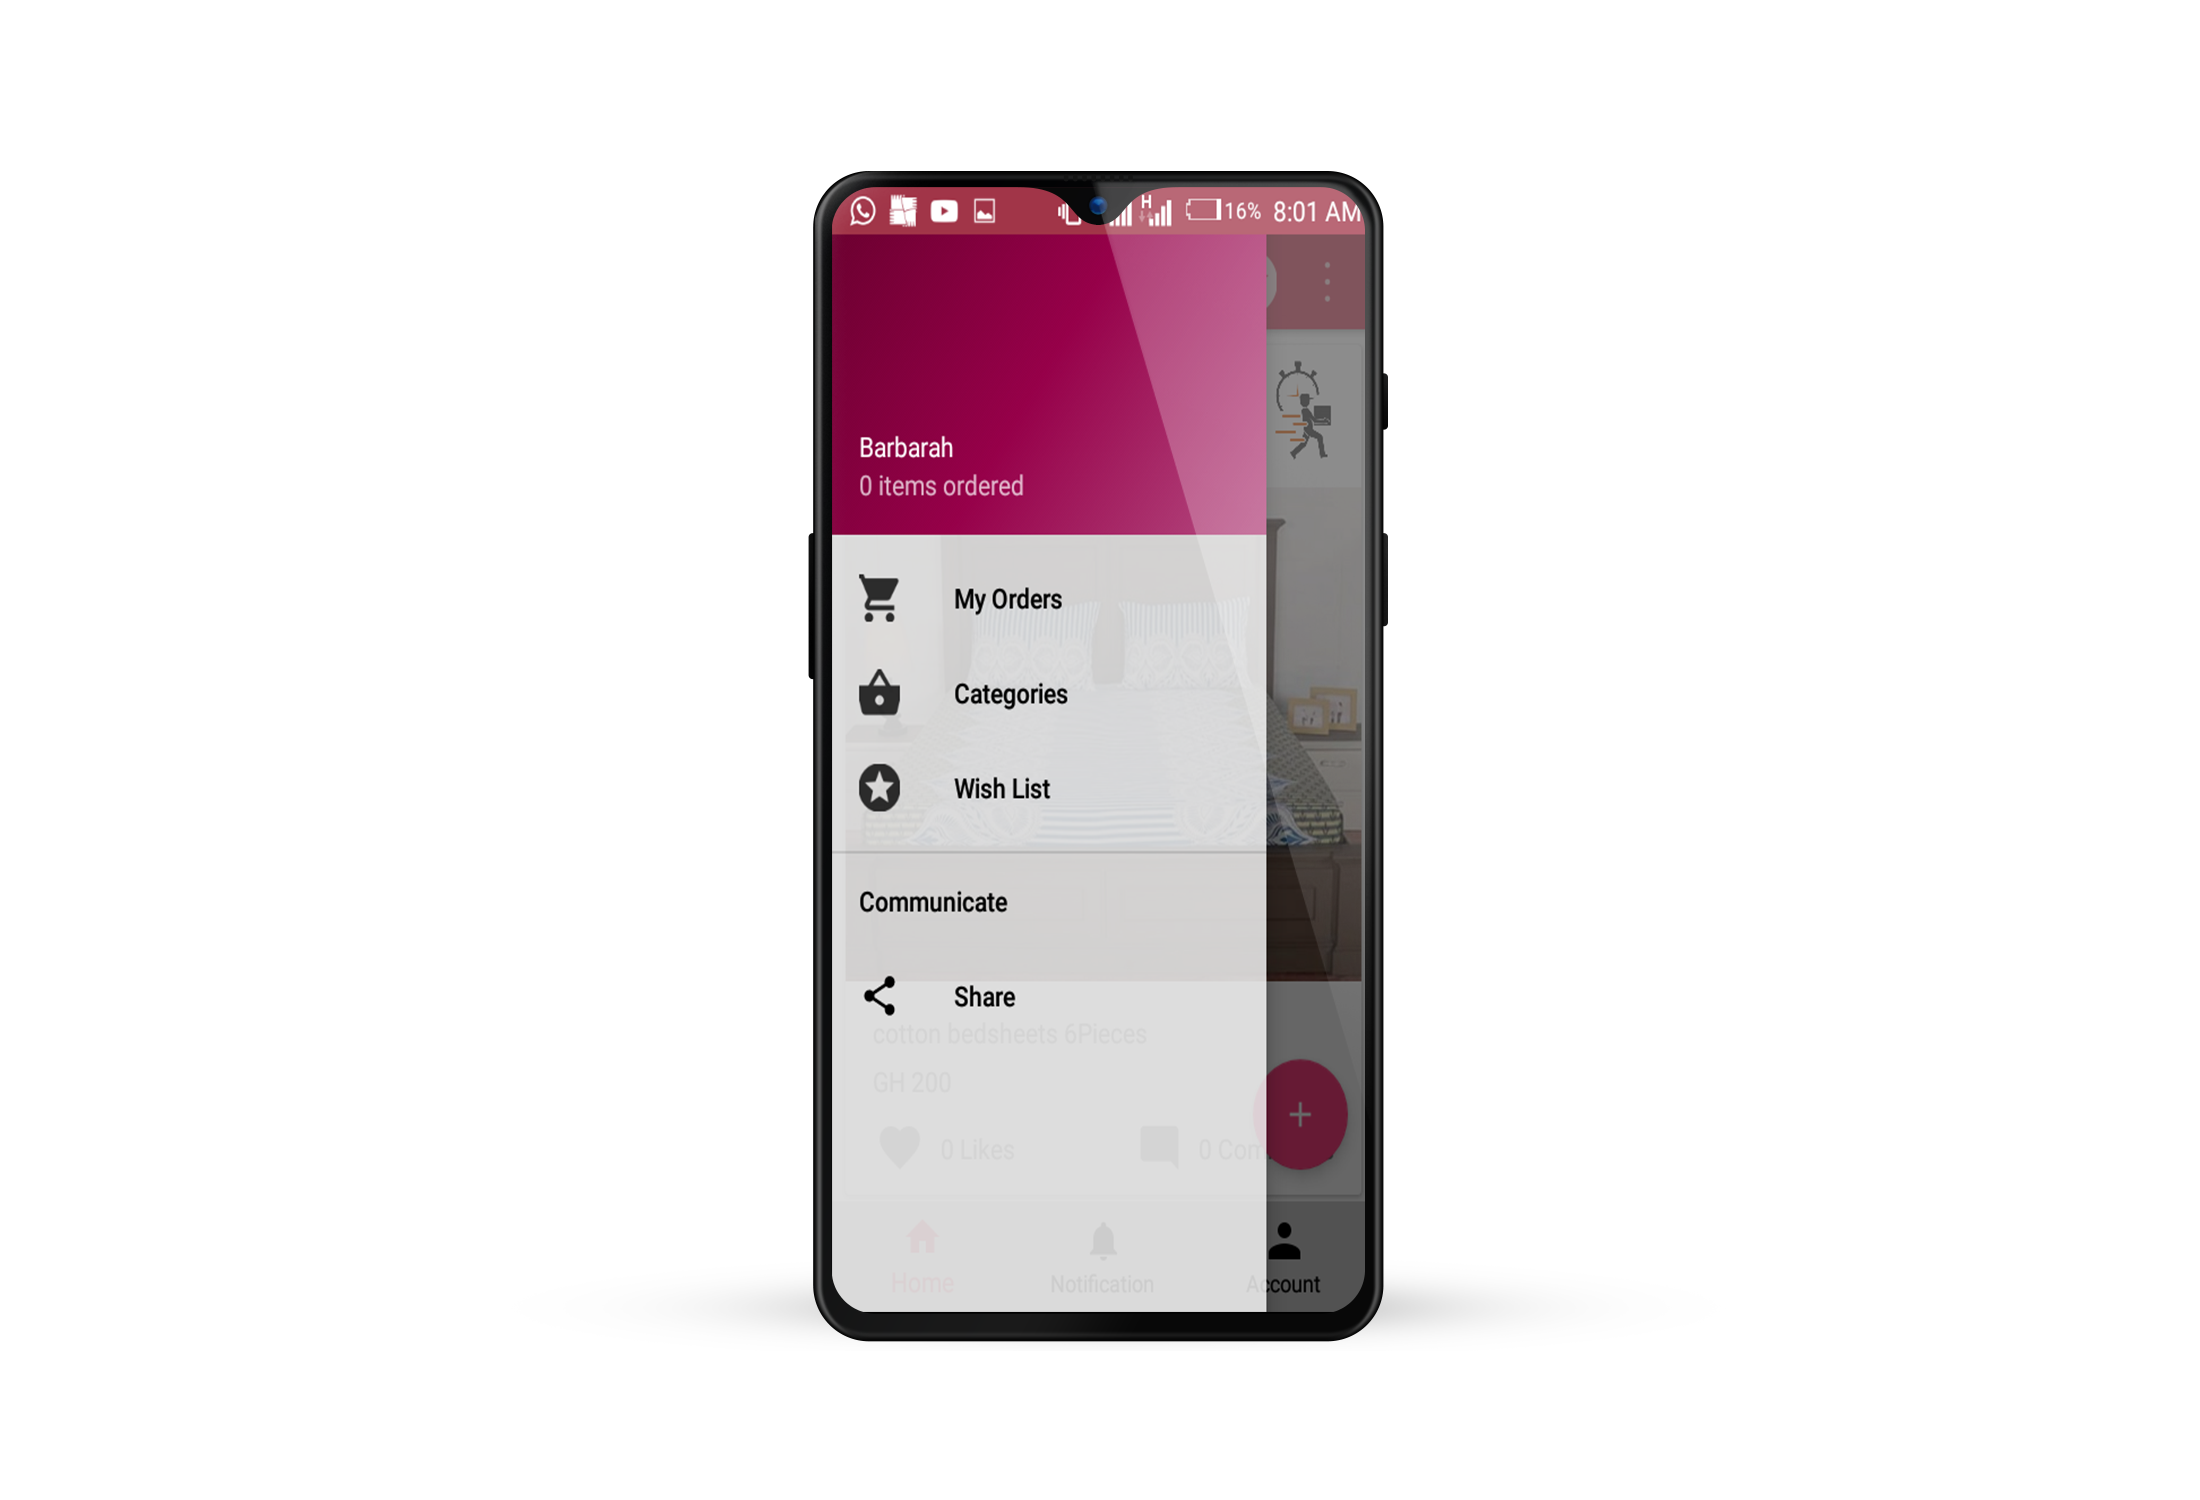 H
16%
8:01 AM
Barbarah
0 items ordered
My Orders
Categories
Wish List
Communicate
Share
cotton bedsheets 6Pieces
GH 200
0 Likes
0
Home
Notification
Account